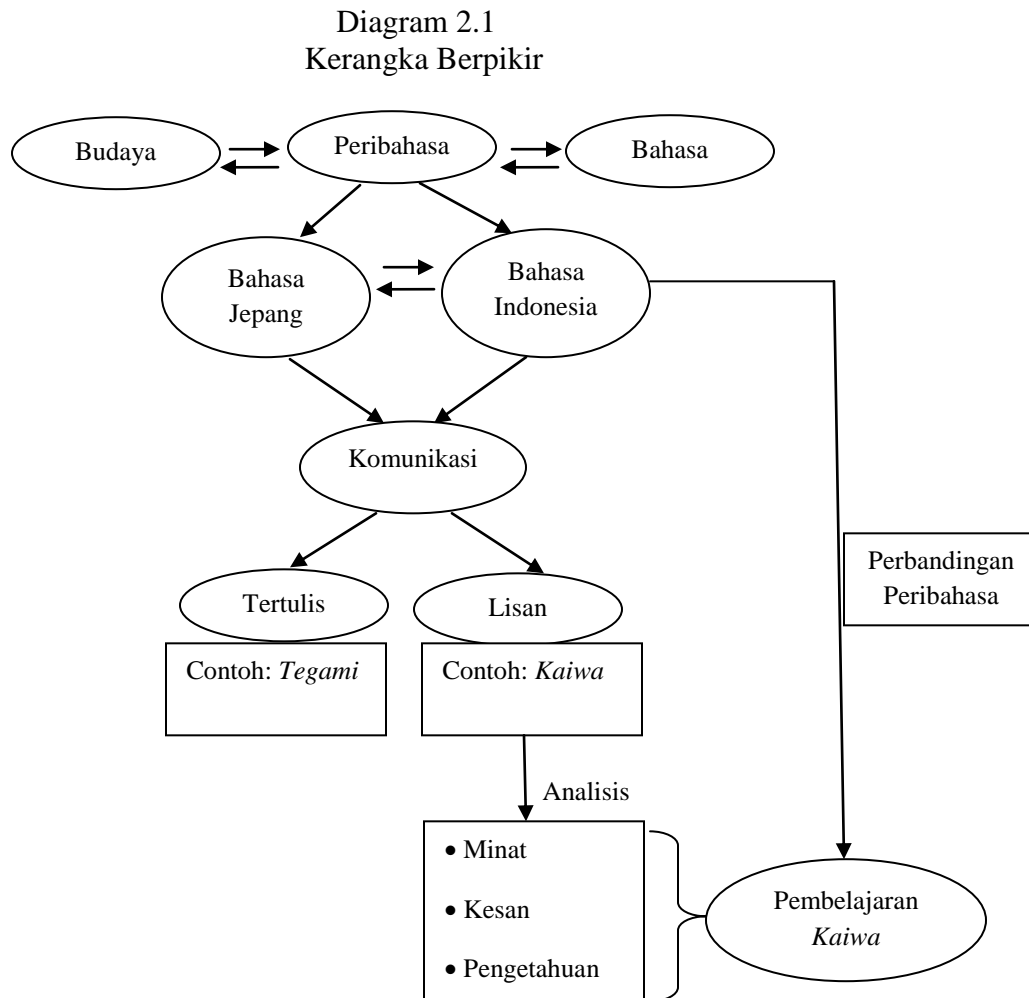 Diagram 2.1
Kerangka Berpikir
Budaya
Peribahasa
Bahasa
Bahasa
Jepang
Bahasa
Indonesia
Komunikasi
Perbandingan
Peribahasa
Tertulis
Lisan
Contoh: Tegami
Contoh: Kaiwa
Analisis
• Minat
• Kesan
• Pengetahuan
Pembelajaran
Kaiwa